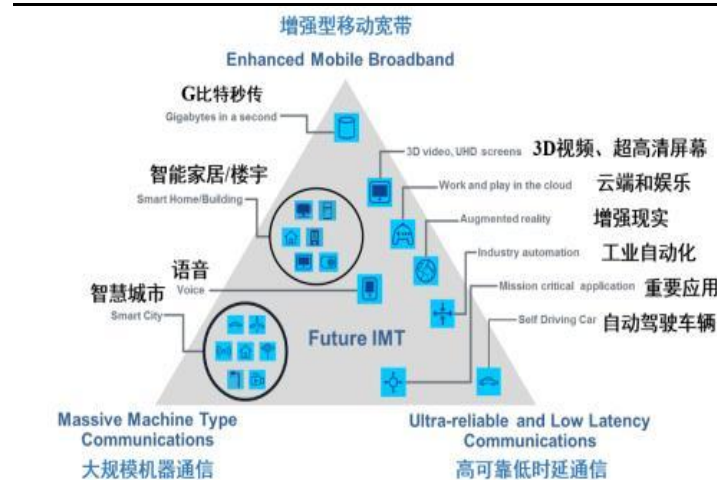 增强型移动宽带
Enhanced Mobile Broadband
G比特秒传
Gigabytes in a second
3D video, UHD screens 3D视频、超高清屏幕
智能家居/楼宇
Smart Home/Building
Work and play in the cloud 云端和娱乐
Augmented reality 增强现实
Industry automation 工业自动化
语音
Voice
Mission critical application 重要应用
智慧城市
Smart City
Self Driving Car 自动驾驶车辆
Future IMT
Massive Machine Type
Communications
大规模机器通信
Ultra-reliable and Low Latency
Communications
高可靠低时延通信